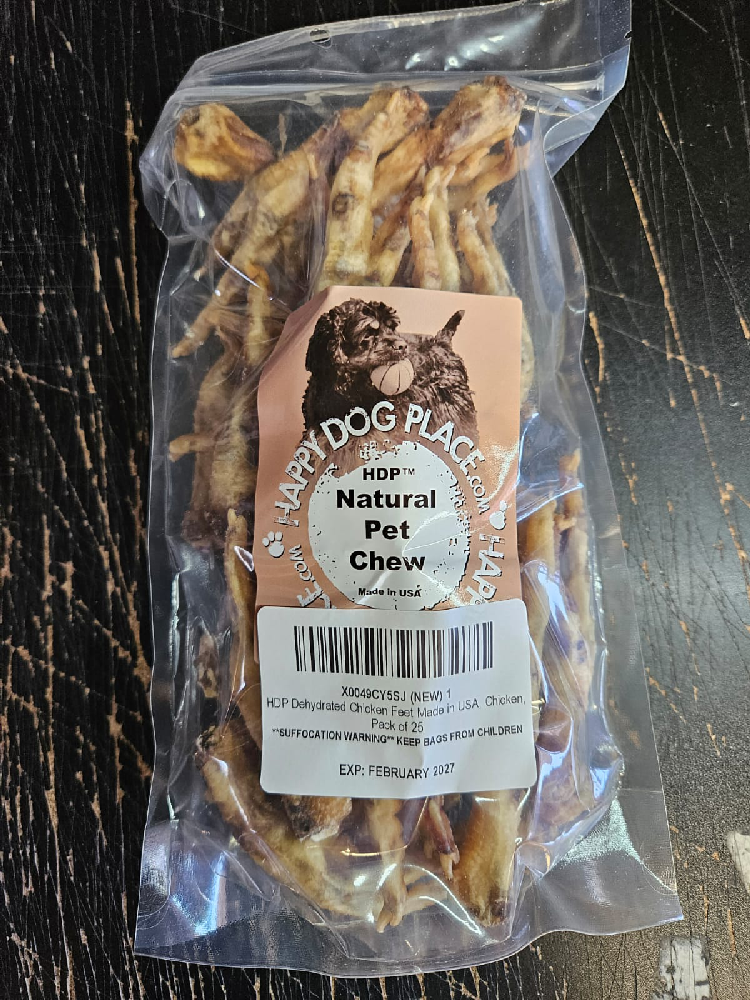 HAPPY DOG PLACE.COM
HDP™
Natural
Pet
Chew
Made In USA
X0049CY5SJ (NEW) 1
HDP Dehydrated Chicken Feet Made in USA, Chicken,
Pack of 25
**SUFFOCATION WARNING** KEEP BAGS FROM CHILDREN
EXP: FEBRUARY 2027